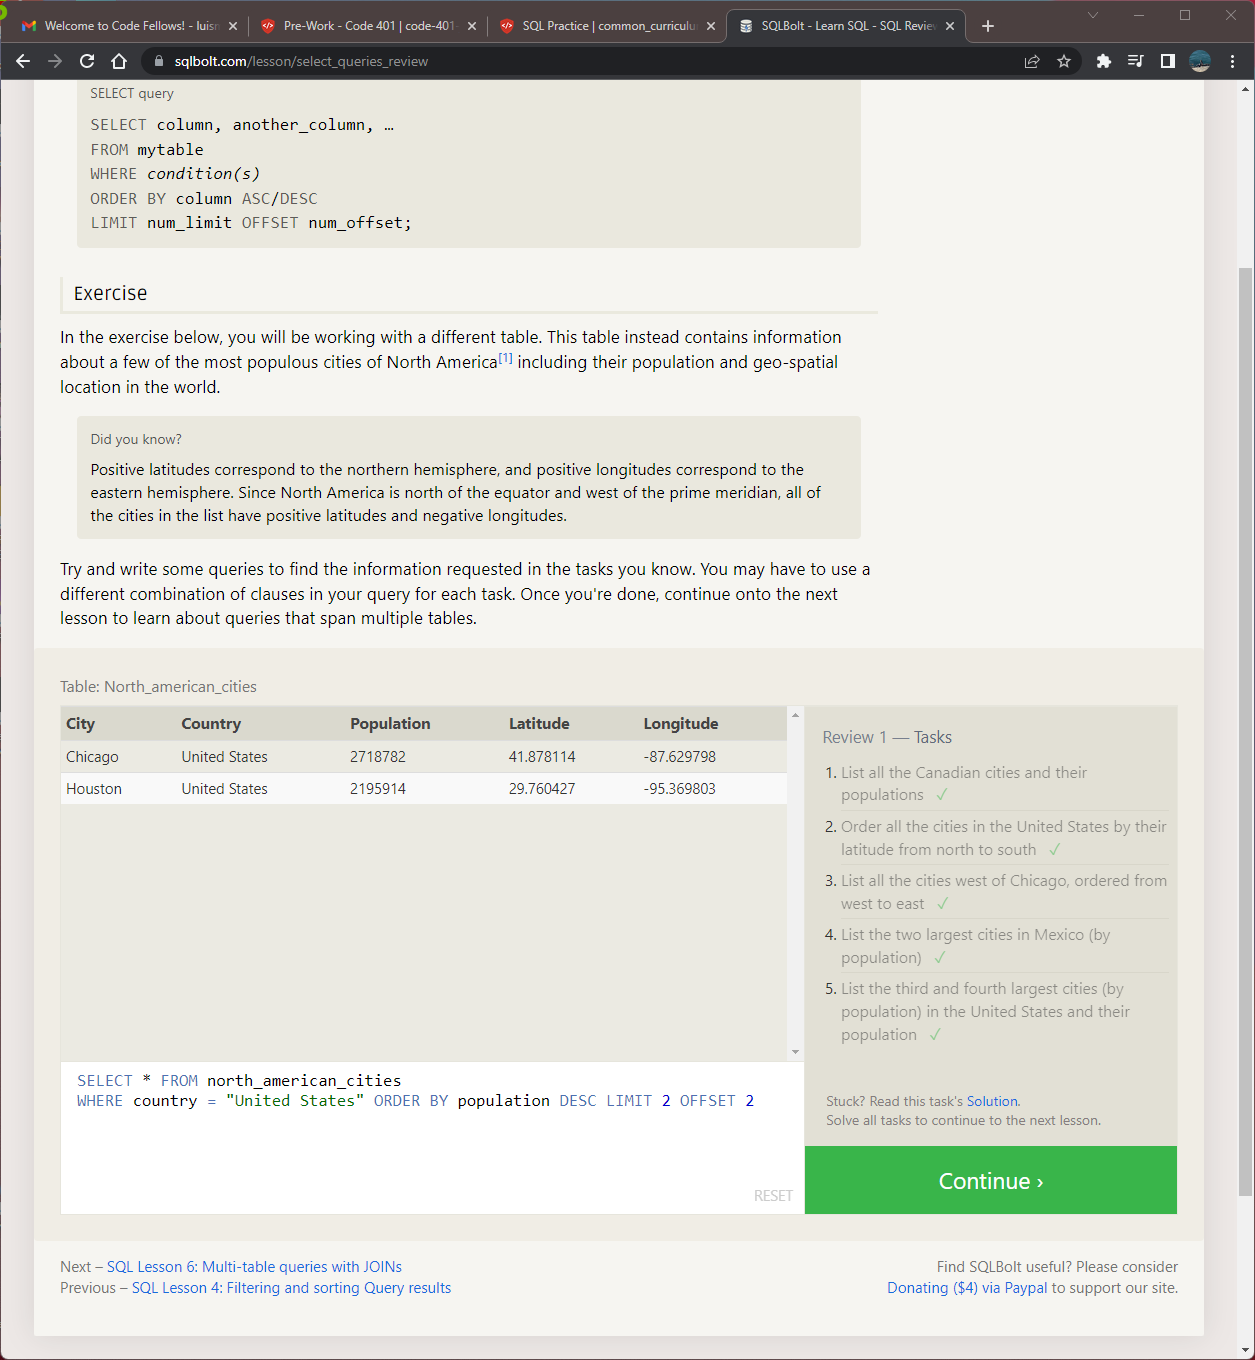 Welcome to Code Fellows! - luisn
Pre-Work - Code 401 | code-401-
SQL Practice | common_curriculu
SQLBolt - Learn SQL - SQL Review
sqlbolt.com/lesson/select_queries_review
SELECT query
SELECT column, another_column, …
FROM mytable
WHERE condition(s)
ORDER BY column ASC/DESC
LIMIT num_limit OFFSET num_offset;
Exercise
In the exercise below, you will be working with a different table. This table instead contains information
about a few of the most populous cities of North America[1] including their population and geo-spatial
location in the world.
Did you know?
Positive latitudes correspond to the northern hemisphere, and positive longitudes correspond to the
eastern hemisphere. Since North America is north of the equator and west of the prime meridian, all of
the cities in the list have positive latitudes and negative longitudes.
Try and write some queries to find the information requested in the tasks you know. You may have to use a
different combination of clauses in your query for each task. Once you're done, continue onto the next
lesson to learn about queries that span multiple tables.
Table: North_american_cities
City Country Population Latitude Longitude
Chicago United States 2718782 41.878114 -87.629798
Houston United States 2195914 29.760427 -95.369803
SELECT * FROM north_american_cities
WHERE country = "United States" ORDER BY population DESC LIMIT 2 OFFSET 2
RESET
Review 1 — Tasks
1. List all the Canadian cities and their
populations ✓
2. Order all the cities in the United States by their
latitude from north to south ✓
3. List all the cities west of Chicago, ordered from
west to east ✓
4. List the two largest cities in Mexico (by
population) ✓
5. List the third and fourth largest cities (by
population) in the United States and their
population ✓
Stuck? Read this task's Solution.
Solve all tasks to continue to the next lesson.
Continue ›
Next – SQL Lesson 6: Multi-table queries with JOINs
Previous – SQL Lesson 4: Filtering and sorting Query results
Find SQLBolt useful? Please consider
Donating ($4) via Paypal to support our site.